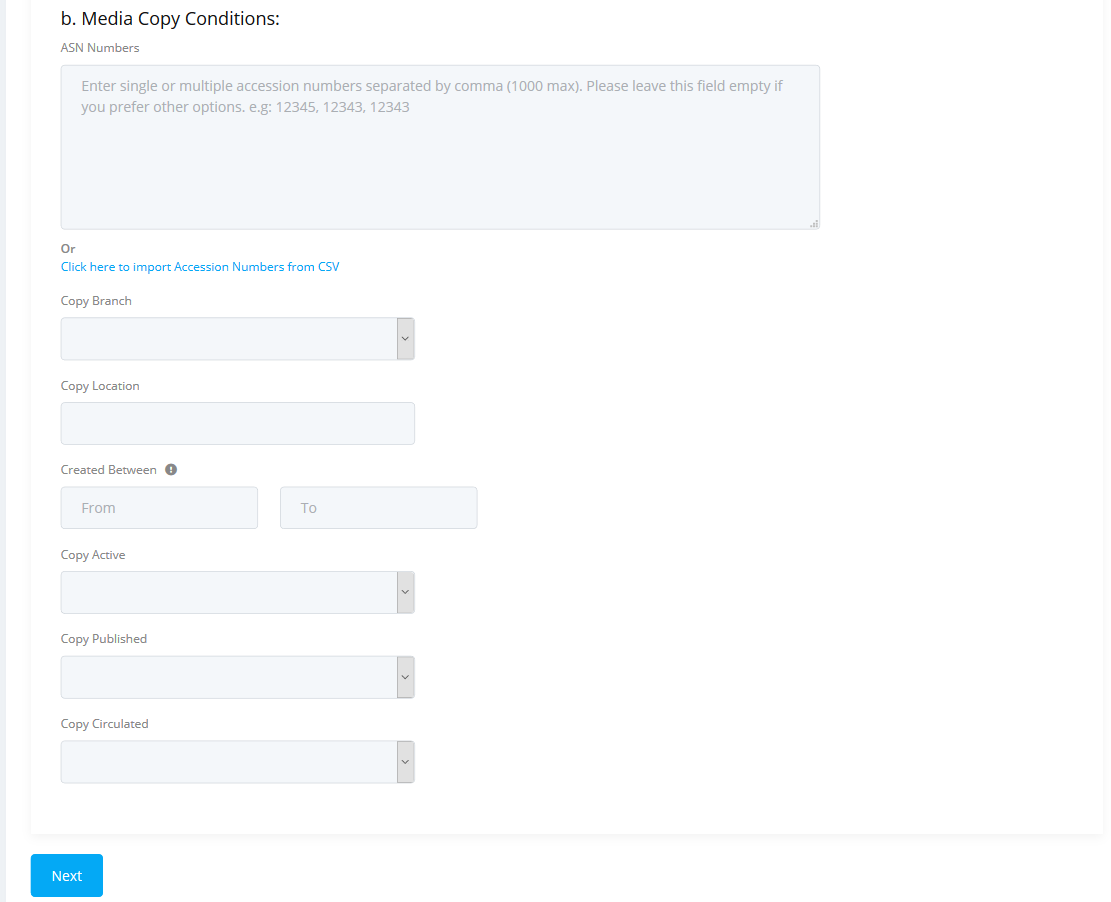 b. Media Copy Conditions:
ASN Numbers
Enter single or multiple accession numbers separated by comma (1000 max). Please leave this field empty if
you prefer other options. e.g: 12345, 12343, 12343
Or
Click here to import Accession Numbers from CSV
Copy Branch
Copy Location
Created Between
From To
Copy Active
Copy Published
Copy Circulated
Next